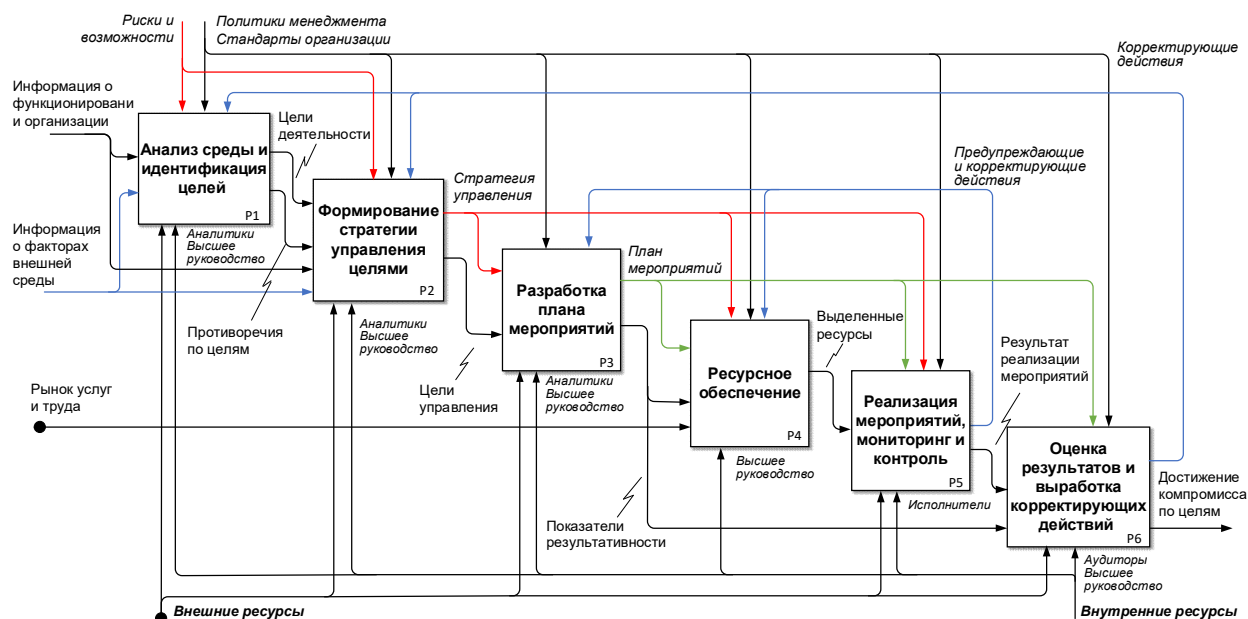 Риски и
возможности
Политики менеджмента
Стандарты организации
Корректирующие
действия
Информация о
функционировани
и организации
Цели
деятельности
Анализ среды и
идентификация
целей
P1
Предупреждающие
и корректирующие
действия
Стратегия
управления
Формирование
стратегии
управления
целями
P2
Информация
о факторах
внешней
среды
Аналитики
Высшее
руководство
План
мероприятий
Разработка
плана
мероприятий
P3
Противоречия
по целям
Аналитики
Высшее
руководство
Выделенные
ресурсы
Результат
реализации
мероприятий
Ресурсное
обеспечение
P4
Цели
управления
Аналитики
Высшее
руководство
Рынок услуг
и труда
Реализация
мероприятий,
мониторинг и
контроль
P5
Оценка
результатов и
выработка
корректирующих
действий
P6
Высшее
руководство
Исполнители
Достижение
компромисса
по целям
Показатели
результативности
Аудиторы
Высшее
руководство
Внешние ресурсы
Внутренние ресурсы